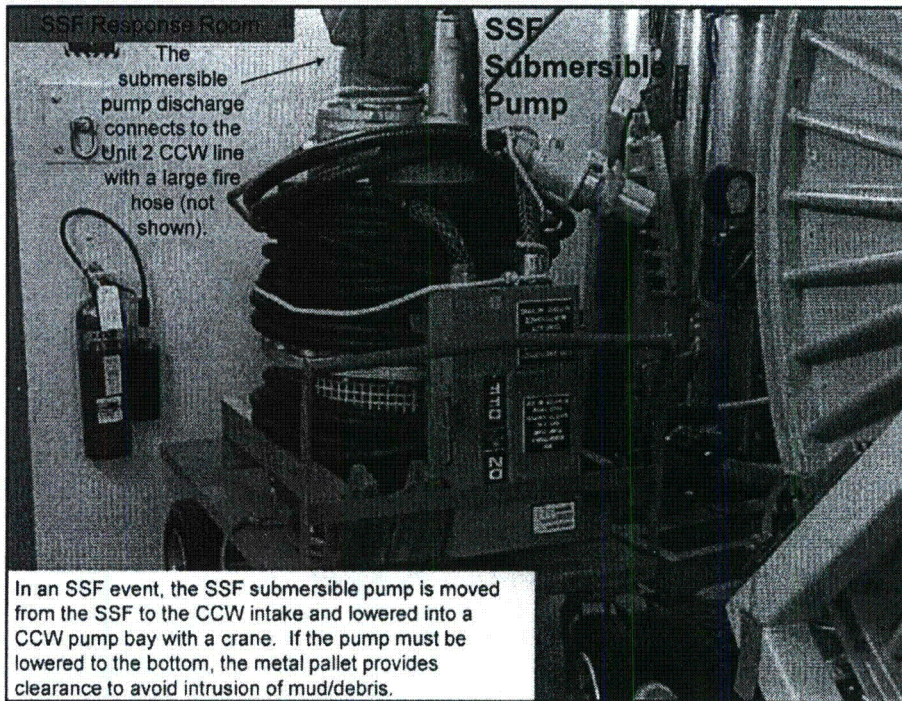 SSF Response Room
The
submersible
pump discharge
connects to the
Unit 2 CCW line
with a large fire
hose (not
shown).
SSF
Submersible
Pump
In an SSF event, the SSF submersible pump is moved
from the SSF to the CCW intake and lowered into a
CCW pump bay with a crane. If the pump must be
lowered to the bottom, the metal pallet provides
clearance to avoid intrusion of mud/debris.